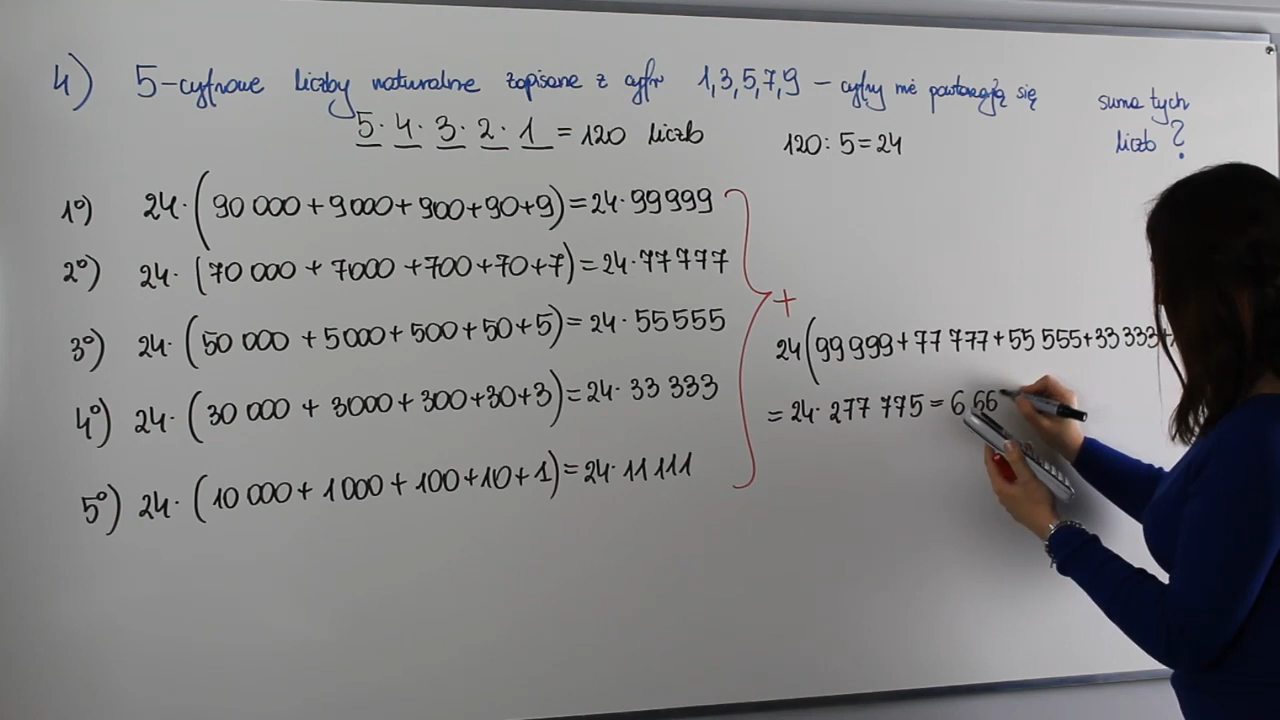 4) 5-cyfrowe liczby naturalne zapisane z cyfr 1,3,5,7,9 – cyfry nie powtarzają się
suma tych
liczb ?
5 · 4 · 3 · 2 · 1 = 120 liczb
120 : 5 = 24
1°) 24 · (90 000 + 9000 + 900 + 90 + 9) = 24 · 99999
2°) 24 · (70 000 + 7000 + 700 + 70 + 7) = 24 · 77777
3°) 24 · (50 000 + 5000 + 500 + 50 + 5) = 24 · 55555
4°) 24 · (30 000 + 3000 + 300 + 30 + 3) = 24 · 33 333
5°) 24 · (10 000 + 1000 + 100 + 10 + 1) = 24 · 11 111
+
24(99 999 + 77 777 + 55 555 + 33 333 +
= 24 · 277 775 = 6 66